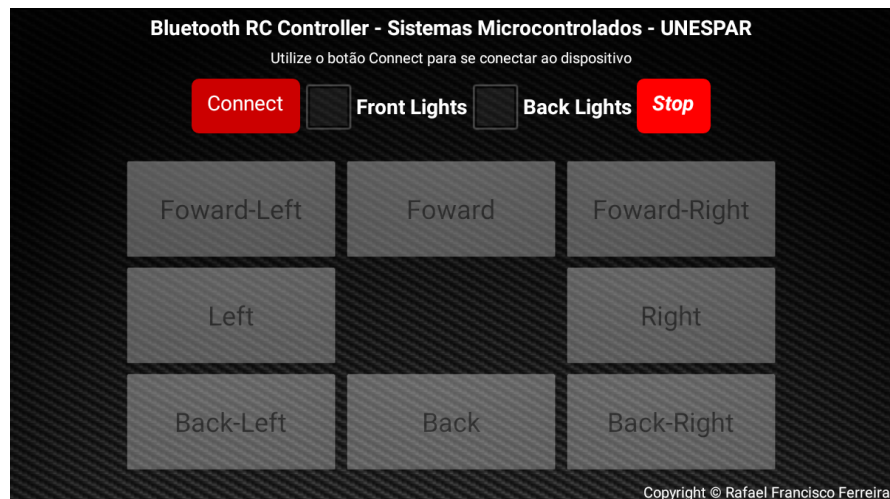 Bluetooth RC Controller - Sistemas Microcontrolados - UNESPAR
Utilize o botão Connect para se conectar ao dispositivo
Connect Front Lights Back Lights Stop
Foward-Left Foward Foward-Right
Left Right
Back-Left Back Back-Right
Copyright © Rafael Francisco Ferreira